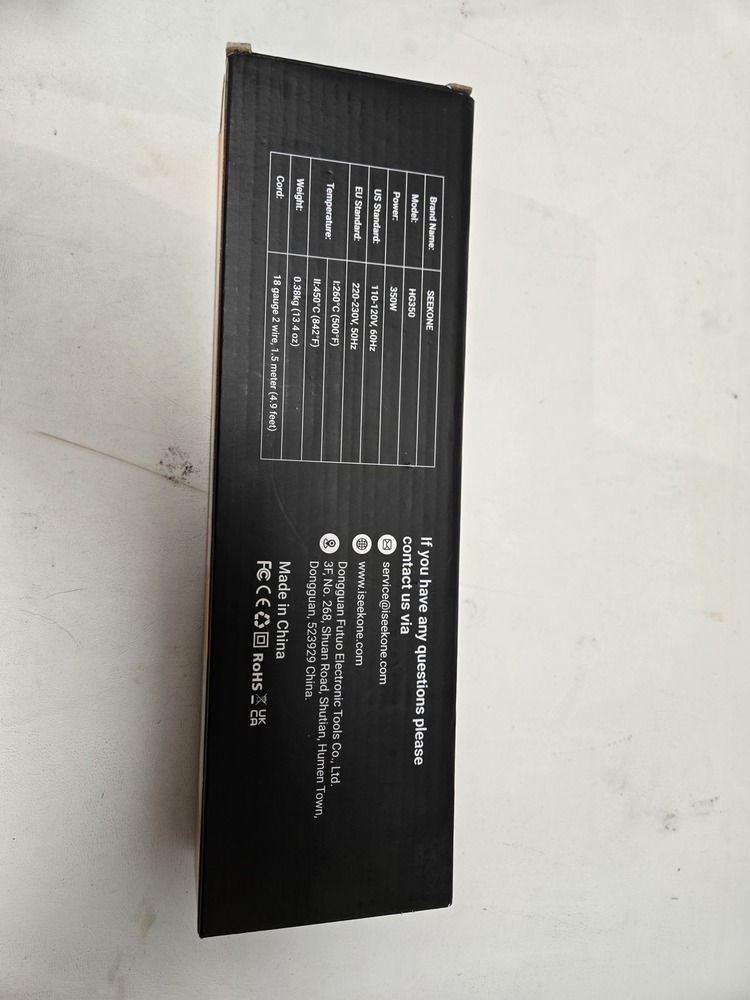 Brand Name: SEEKONE
Model: HG350
Power: 350W
US Standard: 110-120V, 60Hz
EU Standard: 220-230V, 50Hz
Temperature: I:260°C (500°F)
II:450°C (842°F)
Weight: 0.38kg (13.4 oz)
Cord: 18 gauge 2 wire, 1.5 meter (4.9 feet)
If you have any questions please
contact us via
service@iseekone.com
www.iseekone.com
Dongguan Futuo Electronic Tools Co., Ltd.
3F, No. 268, Shuan Road, Shutian, Humen Town,
Dongguan, 523929 China.
Made in China
FC CE RoHS UK CA